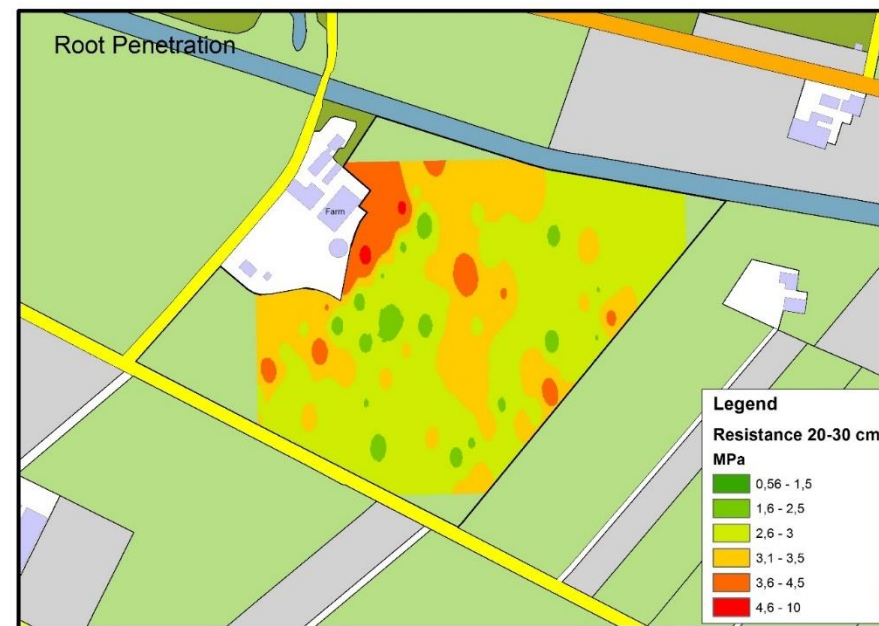 Root Penetration
Farm
Legend
Resistance 20-30 cm
MPa
0,56 - 1,5
1,6 - 2,5
2,6 - 3
3,1 - 3,5
3,6 - 4,5
4,6 - 10